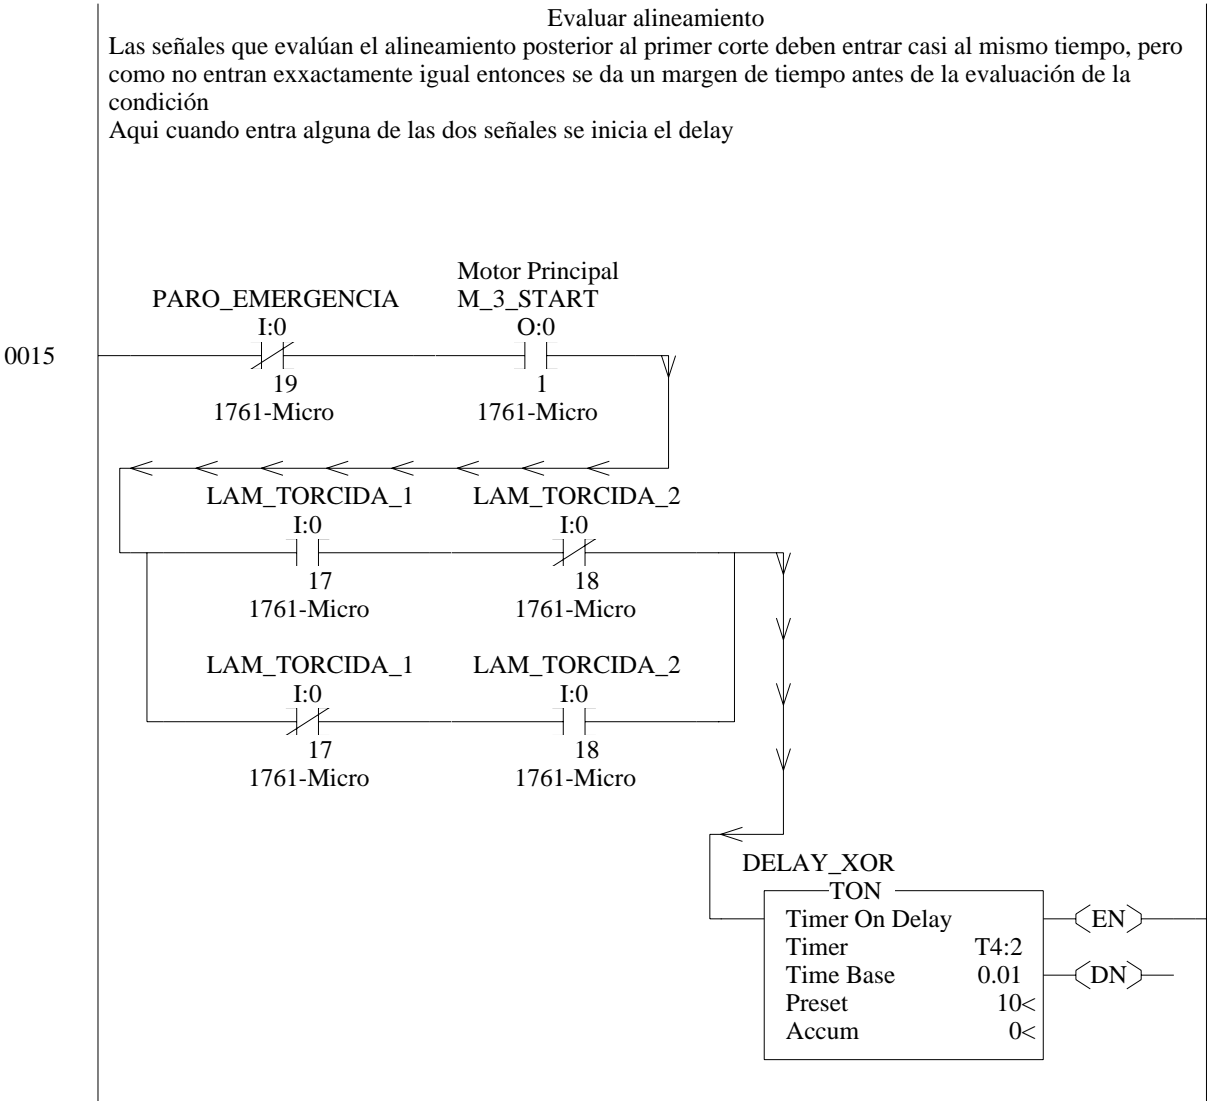 Evaluar alineamiento
Las señales que evalúan el alineamiento posterior al primer corte deben entrar casi al mismo tiempo, pero
como no entran exxactamente igual entonces se da un margen de tiempo antes de la evaluación de la
condición
Aqui cuando entra alguna de las dos señales se inicia el delay
Motor Principal
PARO_EMERGENCIA M_3_START
I:0 O:0
0015
19 1
1761-Micro 1761-Micro
LAM_TORCIDA_1 LAM_TORCIDA_2
I:0 I:0
17 18
1761-Micro 1761-Micro
LAM_TORCIDA_1 LAM_TORCIDA_2
I:0 I:0
17 18
1761-Micro 1761-Micro
DELAY_XOR
TON
Timer On Delay EN
Timer T4:2
Time Base 0.01 DN
Preset 10<
Accum 0<